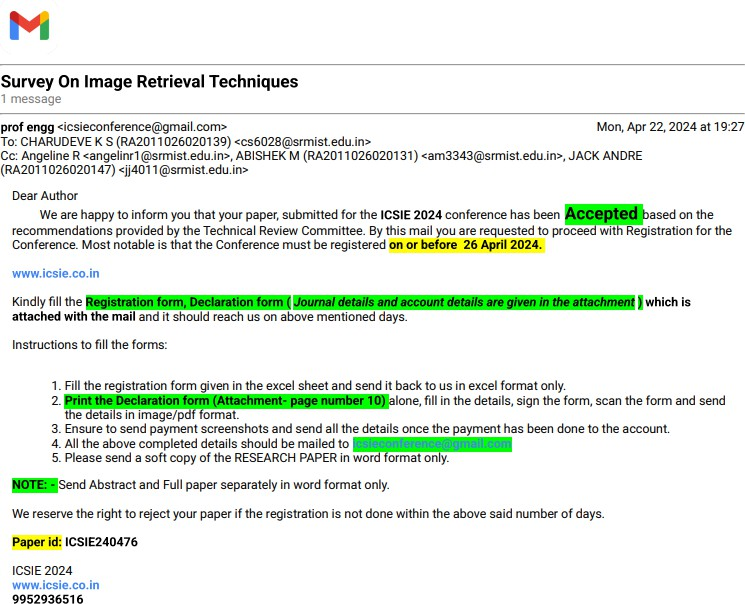 Survey On Image Retrieval Techniques
1 message
prof engg <icsieconference@gmail.com> Mon, Apr 22, 2024 at 19:27
To: CHARUDEVE K S (RA2011026020139) <cs6028@srmist.edu.in>
Cc: Angeline R <angelinr1@srmist.edu.in>, ABISHEK M (RA2011026020131) <am3343@srmist.edu.in>, JACK ANDRE
(RA2011026020147) <jj4011@srmist.edu.in>
Dear Author
We are happy to inform you that your paper, submitted for the ICSIE 2024 conference has been Accepted based on the
recommendations provided by the Technical Review Committee. By this mail you are requested to proceed with Registration for the
Conference. Most notable is that the Conference must be registered on or before 26 April 2024.
www.icsie.co.in
Kindly fill the Registration form, Declaration form ( Journal details and account details are given in the attachment ) which is
attached with the mail and it should reach us on above mentioned days.
Instructions to fill the forms:
1. Fill the registration form given in the excel sheet and send it back to us in excel format only.
2. Print the Declaration form (Attachment- page number 10) alone, fill in the details, sign the form, scan the form and send
the details in image/pdf format.
3. Ensure to send payment screenshots and send all the details once the payment has been done to the account.
4. All the above completed details should be mailed to icsieconference@gmail.com
5. Please send a soft copy of the RESEARCH PAPER in word format only.
NOTE: - Send Abstract and Full paper separately in word format only.
We reserve the right to reject your paper if the registration is not done within the above said number of days.
Paper id: ICSIE240476
ICSIE 2024
www.icsie.co.in
9952936516